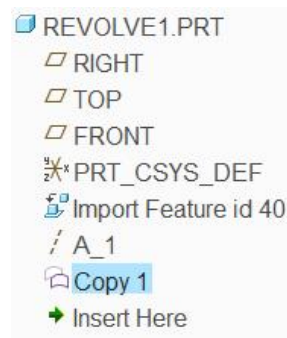 REVOLVE1.PRT
RIGHT
TOP
FRONT
PRT_CSYS_DEF
Import Feature id 40
A_1
Copy 1
Insert Here